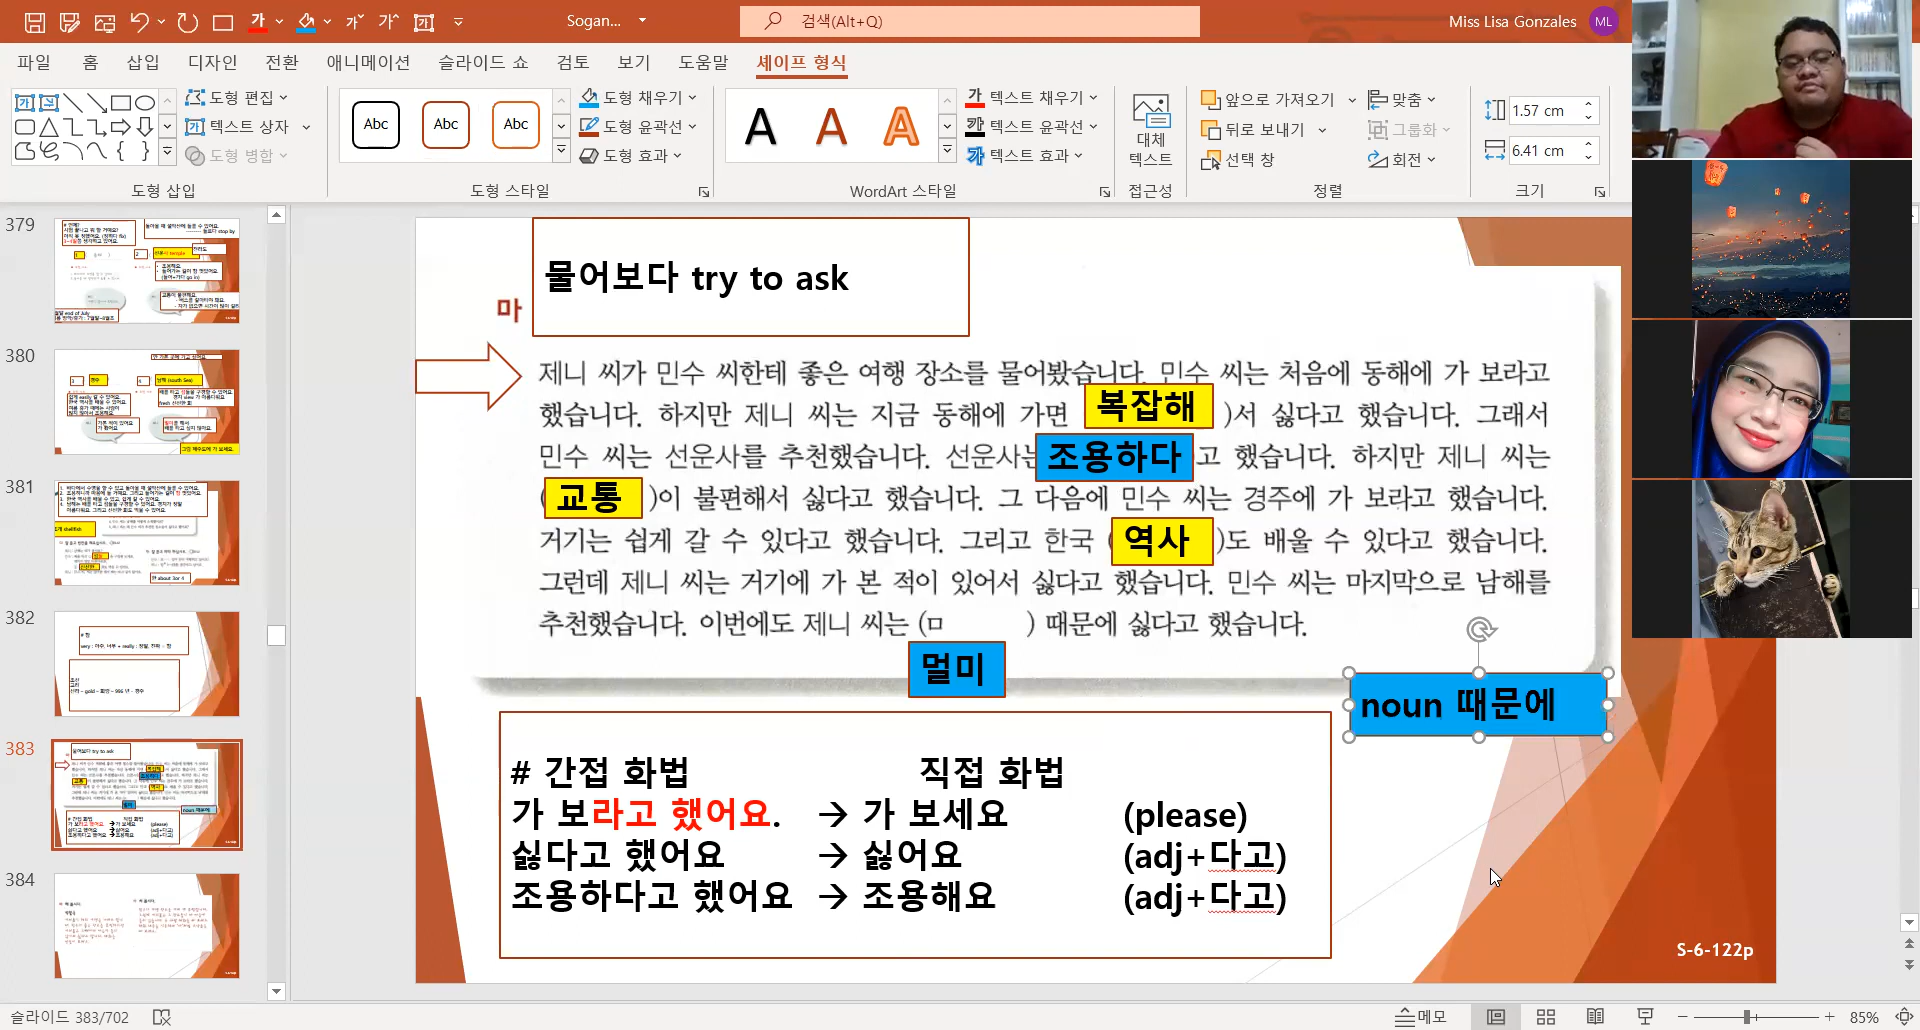 Sogan...
검색(Alt+Q)
Miss Lisa Gonzales
ML
파일 홈 삽입 디자인 전환 애니메이션 슬라이드 쇼 검토 보기 도움말 셰이프 형식
도형 편집
텍스트 상자
도형 병합
도형 삽입
Abc Abc Abc
도형 채우기
도형 윤곽선
도형 효과
도형 스타일
A A A
텍스트 채우기
텍스트 윤곽선
텍스트 효과
WordArt 스타일
대체
텍스트
접근성
앞으로 가져오기
뒤로 보내기
선택 창
맞춤
그룹화
회전
정렬
1.57 cm
6.41 cm
크기
379
380
381
382
383
384
물어보다 try to ask
마
제니 씨가 민수 씨한테 좋은 여행 장소를 물어봤습니다. 민수 씨는 처음에 동해에 가 보라고
했습니다. 하지만 제니 씨는 지금 동해에 가면 복잡해 )서 싫다고 했습니다. 그래서
민수 씨는 선운사를 추천했습니다. 선운사는 조용하다 고 했습니다. 하지만 제니 씨는
( 교통 )이 불편해서 싫다고 했습니다. 그 다음에 민수 씨는 경주에 가 보라고 했습니다.
거기는 쉽게 갈 수 있다고 했습니다. 그리고 한국 ( 역사 )도 배울 수 있다고 했습니다.
그런데 제니 씨는 거기에 가 본 적이 있어서 싫다고 했습니다. 민수 씨는 마지막으로 남해를
추천했습니다. 이번에도 제니 씨는 (ㅁ ) 때문에 싫다고 했습니다.
멀미
noun 때문에
# 간접 화법 직접 화법
가 보라고 했어요. → 가 보세요 (please)
싫다고 했어요 → 싫어요 (adj+다고)
조용하다고 했어요 → 조용해요 (adj+다고)
S-6-122p
슬라이드 383/702
메모
85%